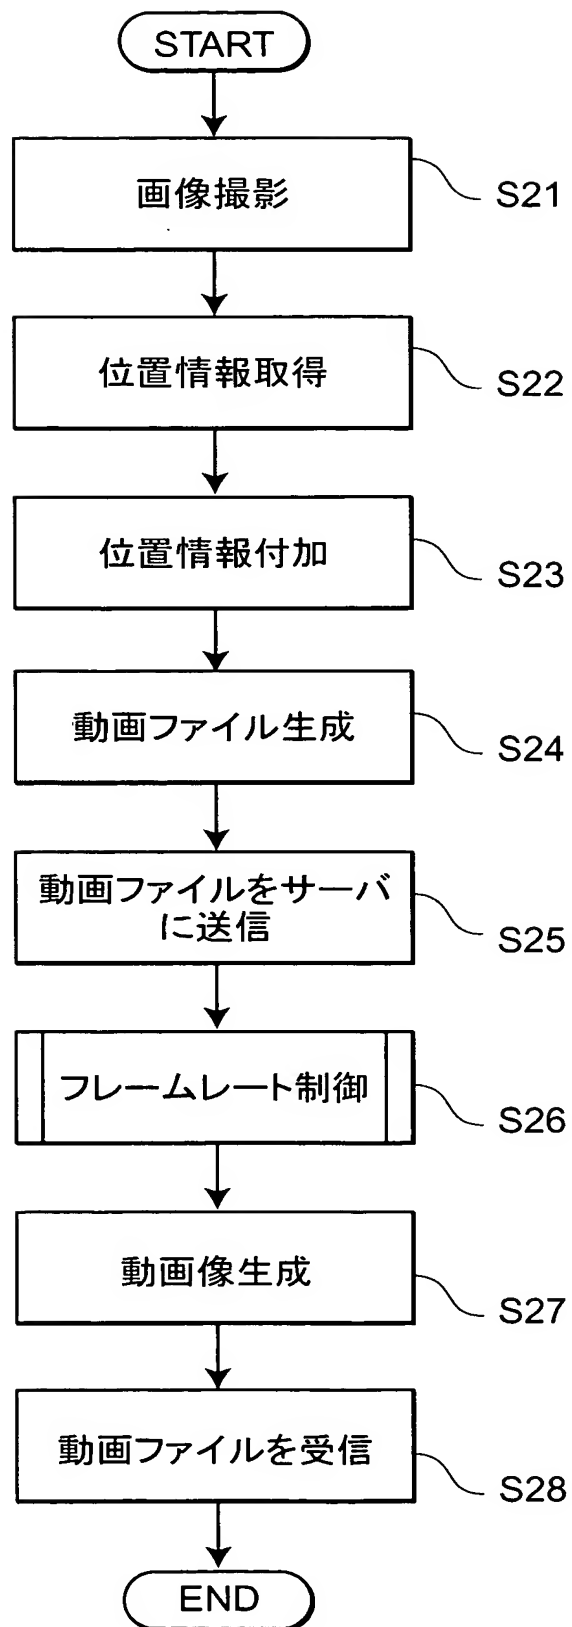 START
画像撮影
S21
位置情報取得
S22
位置情報付加
S23
動画ファイル生成
S24
動画ファイルをサーバ
に送信
S25
フレームレート制御
S26
動画像生成
S27
動画ファイルを受信
S28
END